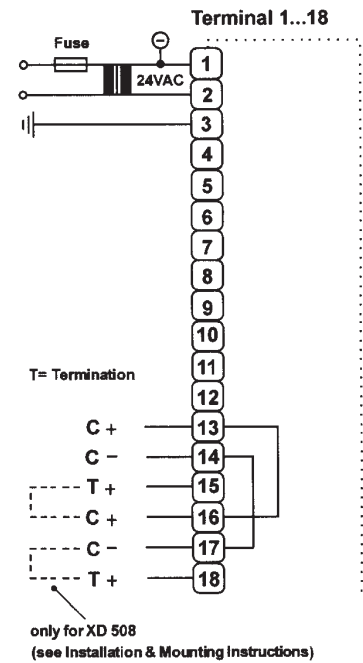 Terminal 1...18
Fuse
⊖
24VAC
1
2
3
4
5
6
7
8
9
10
11
12
T= Termination
C + 13
C – 14
T + 15
C + 16
C – 17
T + 18
only for XD 508
(see Installation & Mounting Instructions)